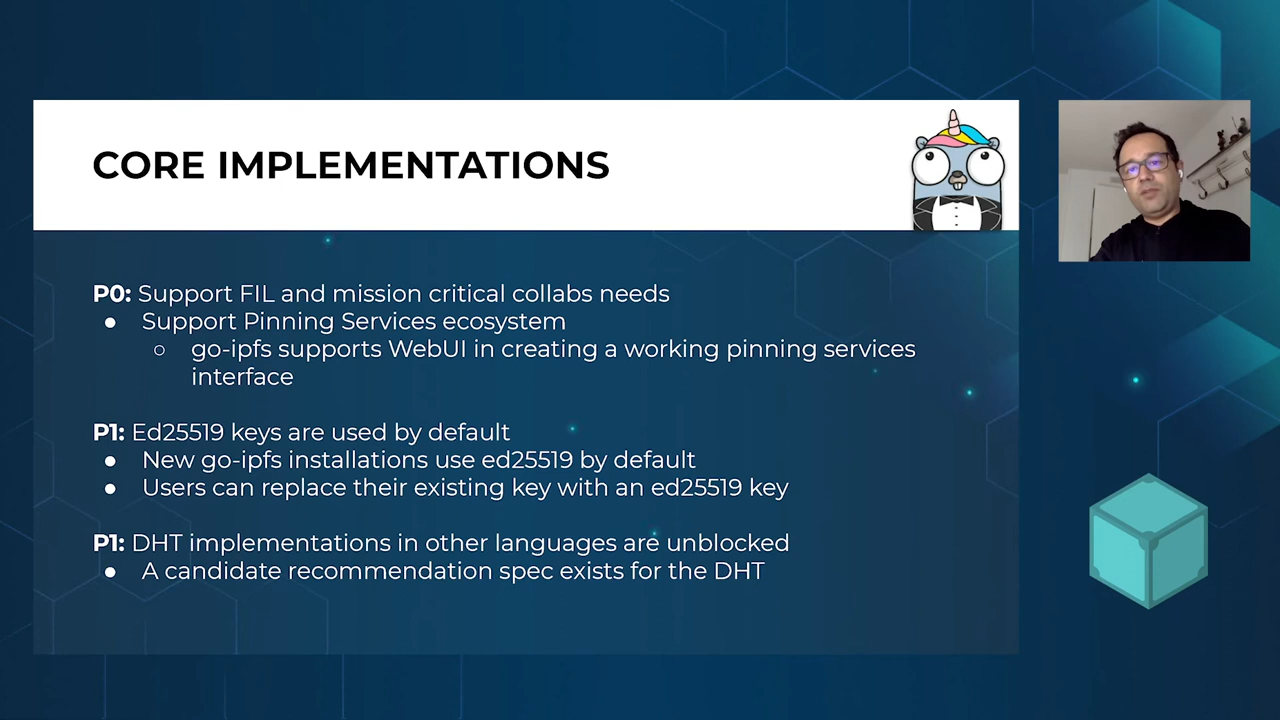 CORE IMPLEMENTATIONS
P0: Support FIL and mission critical collabs needs
● Support Pinning Services ecosystem
○ go-ipfs supports WebUI in creating a working pinning services
interface
P1: Ed25519 keys are used by default
● New go-ipfs installations use ed25519 by default
● Users can replace their existing key with an ed25519 key
P1: DHT implementations in other languages are unblocked
● A candidate recommendation spec exists for the DHT